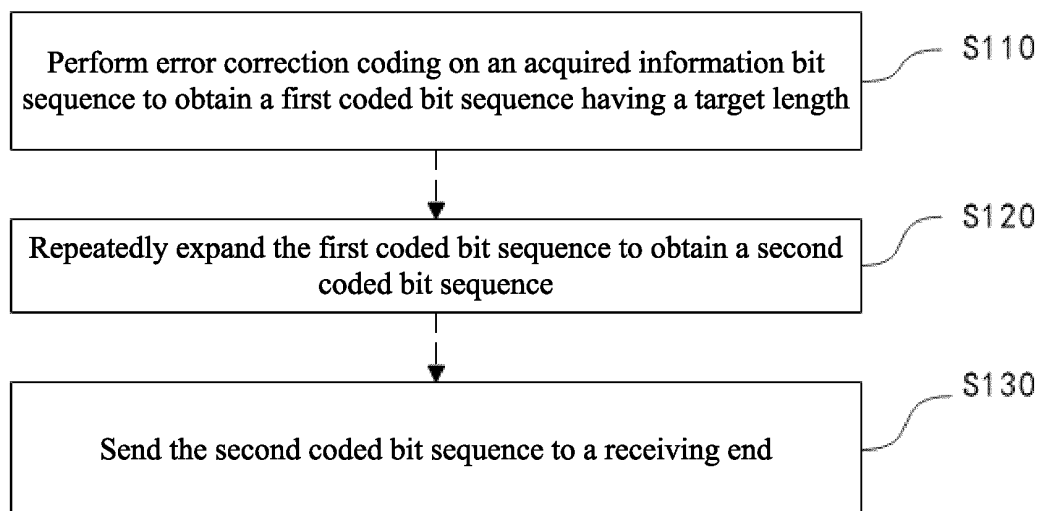 Perform error correction coding on an acquired information bit
sequence to obtain a first coded bit sequence having a target length
S110
Repeatedly expand the first coded bit sequence to obtain a second
coded bit sequence
S120
Send the second coded bit sequence to a receiving end
S130